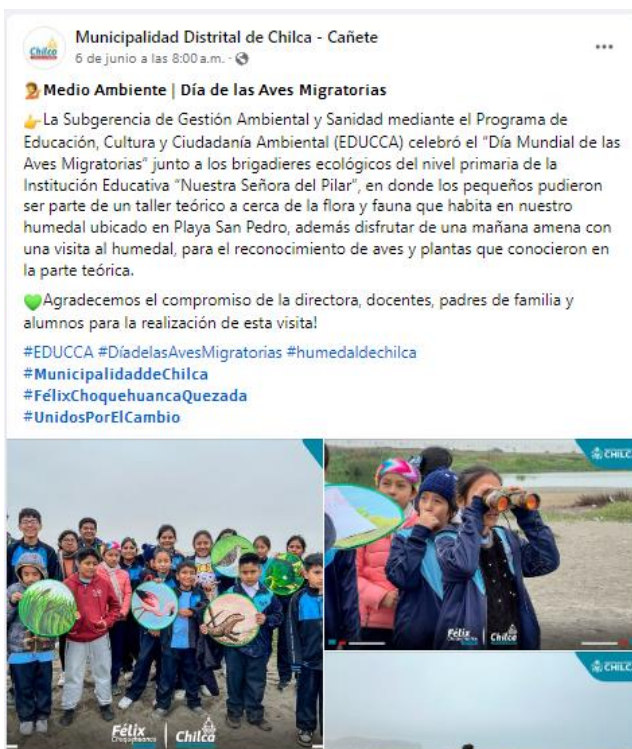 Chilca
Municipalidad Distrital de Chilca - Cañete
6 de junio a las 8:00 a.m. ·
Medio Ambiente | Día de las Aves Migratorias
La Subgerencia de Gestión Ambiental y Sanidad mediante el Programa de
Educación, Cultura y Ciudadanía Ambiental (EDUCCA) celebró el "Día Mundial de las
Aves Migratorias" junto a los brigadieres ecológicos del nivel primaria de la
Institución Educativa "Nuestra Señora del Pilar", en donde los pequeños pudieron
ser parte de un taller teórico a cerca de la flora y fauna que habita en nuestro
humedal ubicado en Playa San Pedro, además disfrutar de una mañana amena con
una visita al humedal, para el reconocimiento de aves y plantas que conocieron en
la parte teórica.
Agradecemos el compromiso de la directora, docentes, padres de familia y
alumnos para la realización de esta visita!
#EDUCCA #DíadelasAvesMigratorias #humedaldechilca
#MunicipalidaddeChilca
#FélixChoquehuancaQuezada
#UnidosPorElCambio
CHILC
Félix
Choquehuanca
Chilca
CHILC
Félix
Choquehuanca
Chilca